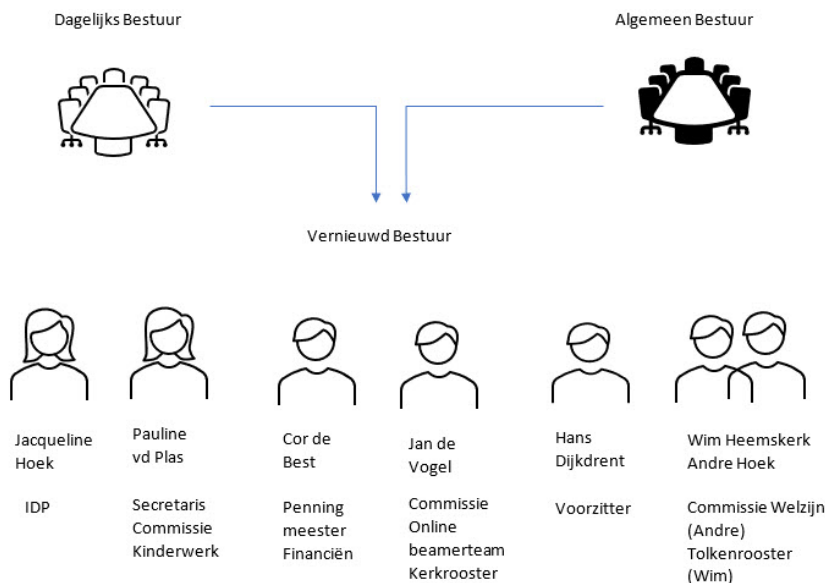 Dagelijks Bestuur
Algemeen Bestuur
Vernieuwd Bestuur
Jacqueline
Hoek
IDP
Pauline
vd Plas
Secretaris
Commissie
Kinderwerk
Cor de
Best
Penning
meester
Financiën
Jan de
Vogel
Commissie
Online
beamerteam
Kerkrooster
Hans
Dijkdrent
Voorzitter
Wim Heemskerk
Andre Hoek
Commissie Welzijn
(Andre)
Tolkenrooster
(Wim)